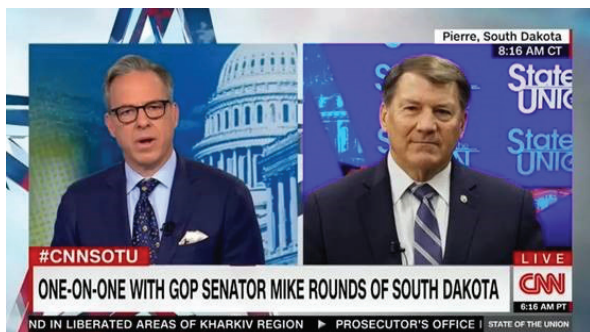 Pierre, South Dakota
8:16 AM CT
State
UNIO
State
UNIO
#CNNSOTU
LIVE
ONE-ON-ONE WITH GOP SENATOR MIKE ROUNDS OF SOUTH DAKOTA
CNN
6:16 AM PT
ND IN LIBERATED AREAS OF KHARKIV REGION ▶ PROSECUTOR'S OFFICE
STATE OF THE UNION